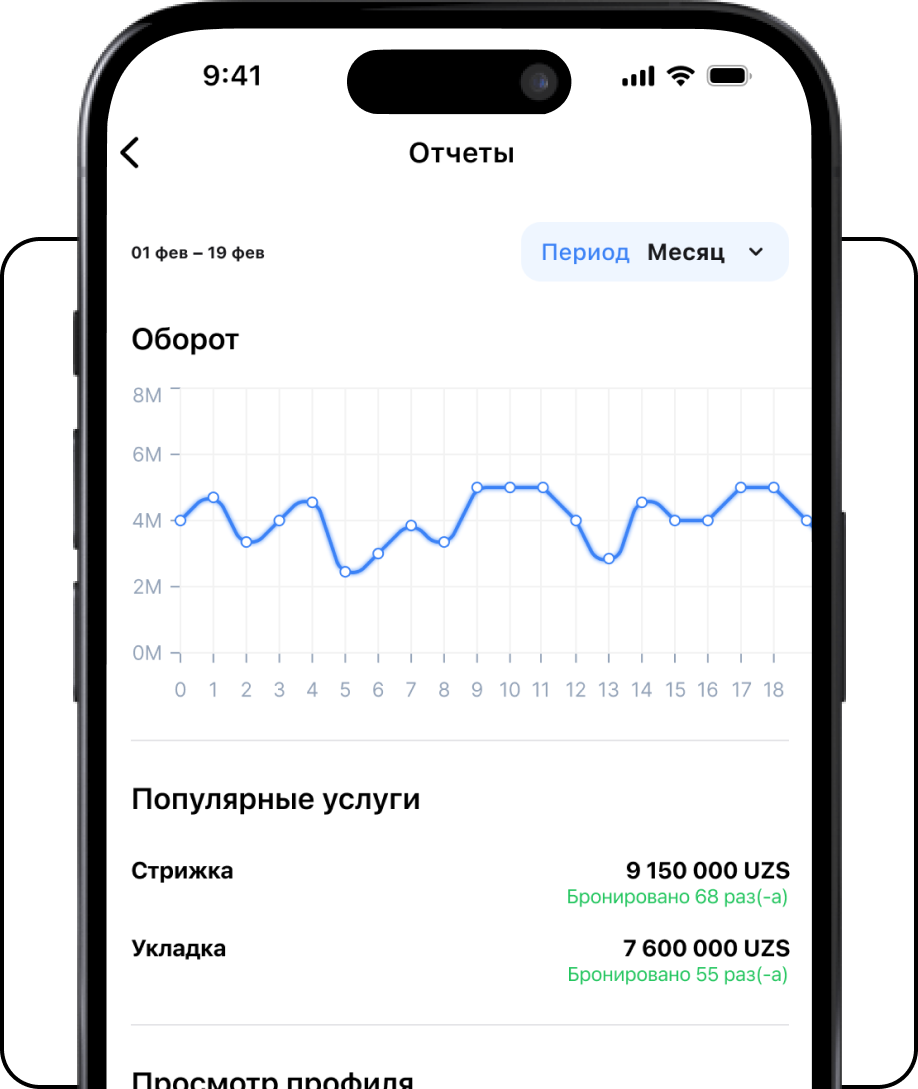 9:41
Отчеты
01 фев – 19 фев
Период Месяц
Оборот
8M
6M
4M
2M
0M
0 1 2 3 4 5 6 7 8 9 10 11 12 13 14 15 16 17 18
Популярные услуги
Стрижка 9 150 000 UZS
Бронировано 68 раз(-а)
Укладка 7 600 000 UZS
Бронировано 55 раз(-а)
Просмотр профиля